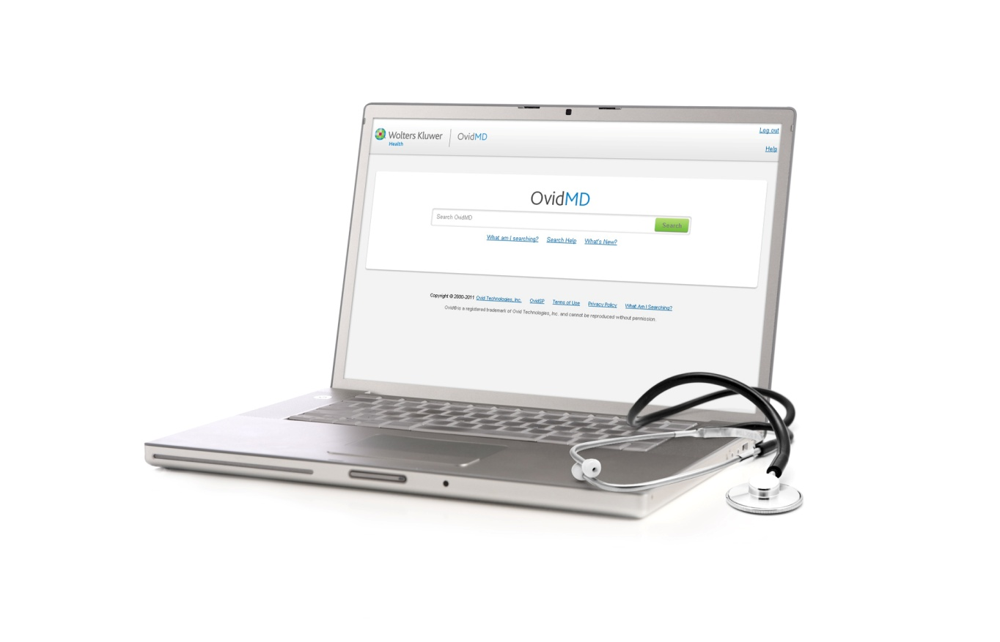 Wolters Kluwer OvidMD
Health
Log out
Help
OvidMD
Search OvidMD Search
What am I searching? Search Help What's New?
Copyright © 2000-2011 Ovid Technologies, Inc. OvidSP Terms of Use Privacy Policy What Am I Searching?
Ovid® is a registered trademark of Ovid Technologies, Inc. and cannot be reproduced without permission.